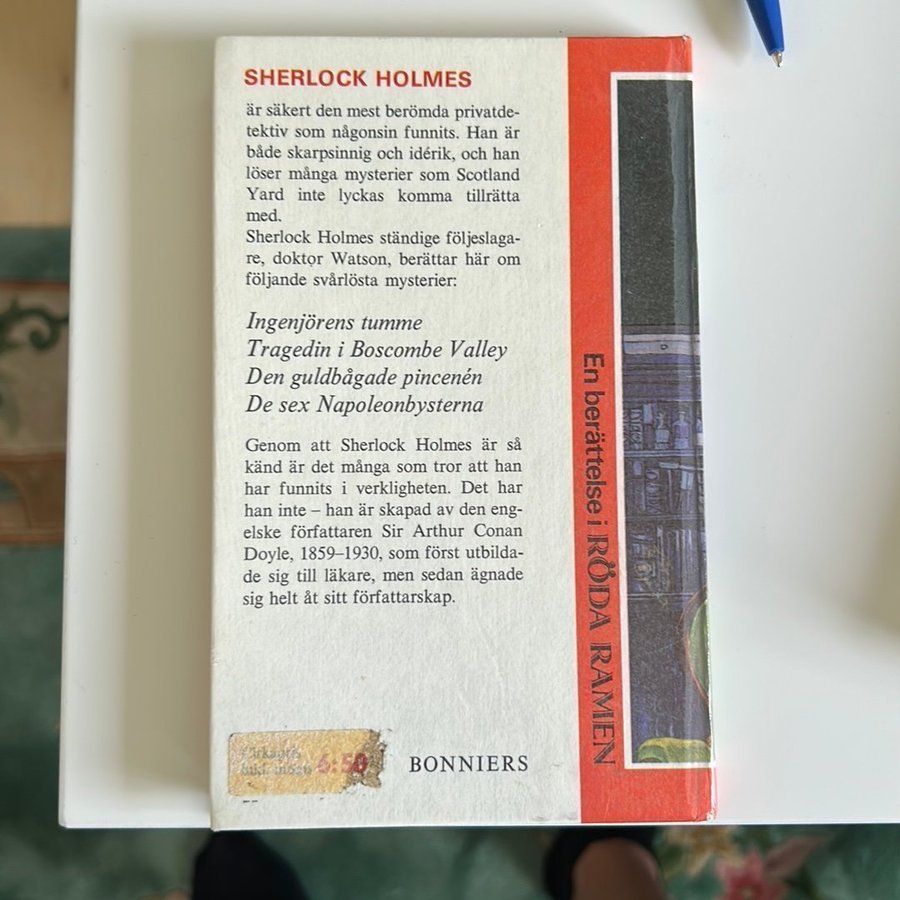 SHERLOCK HOLMES
är säkert den mest berömda privatde-
tektiv som någonsin funnits. Han är
både skarpsinnig och idérik, och han
löser många mysterier som Scotland
Yard inte lyckas komma tillrätta
med.
Sherlock Holmes ständige följeslaga-
re, doktor Watson, berättar här om
följande svårlösta mysterier:
Ingenjörens tumme
Tragedin i Boscombe Valley
Den guldbågade pincenén
De sex Napoleonbysterna
Genom att Sherlock Holmes är så
känd är det många som tror att han
har funnits i verkligheten. Det har
han inte – han är skapad av den eng-
elske författaren Sir Arthur Conan
Doyle, 1859–1930, som först utbilda-
de sig till läkare, men sedan ägnade
sig helt åt sitt författarskap.
6:50
BONNIERS
En berättelse i RÖDA RAMEN